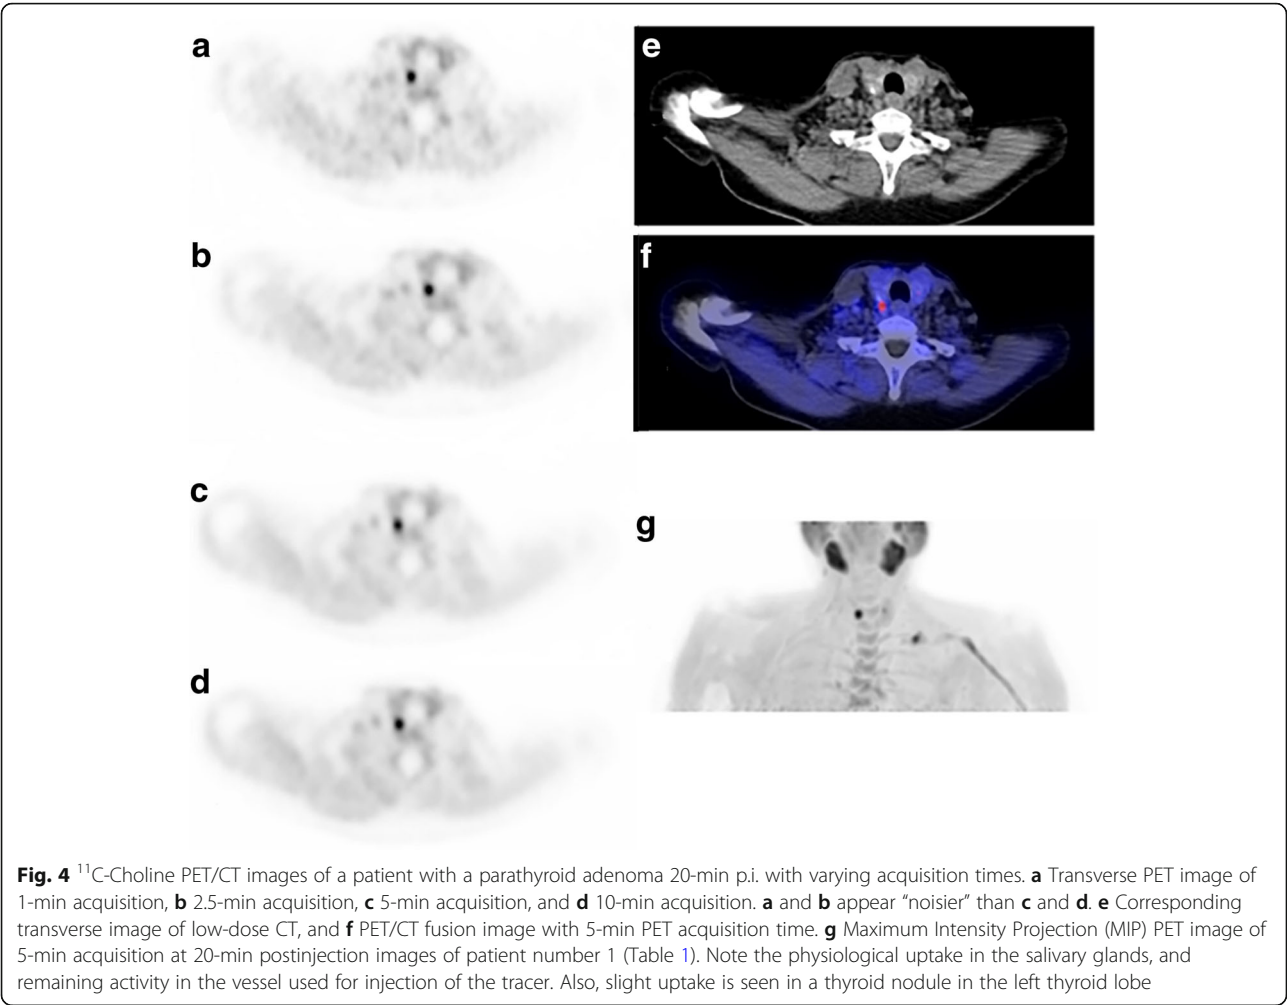 a
b
c
d
e
f
g
Fig. 4 ¹¹C-Choline PET/CT images of a patient with a parathyroid adenoma 20-min p.i. with varying acquisition times. a Transverse PET image of
1-min acquisition, b 2.5-min acquisition, c 5-min acquisition, and d 10-min acquisition. a and b appear “noisier” than c and d. e Corresponding
transverse image of low-dose CT, and f PET/CT fusion image with 5-min PET acquisition time. g Maximum Intensity Projection (MIP) PET image of
5-min acquisition at 20-min postinjection images of patient number 1 (Table 1). Note the physiological uptake in the salivary glands, and
remaining activity in the vessel used for injection of the tracer. Also, slight uptake is seen in a thyroid nodule in the left thyroid lobe